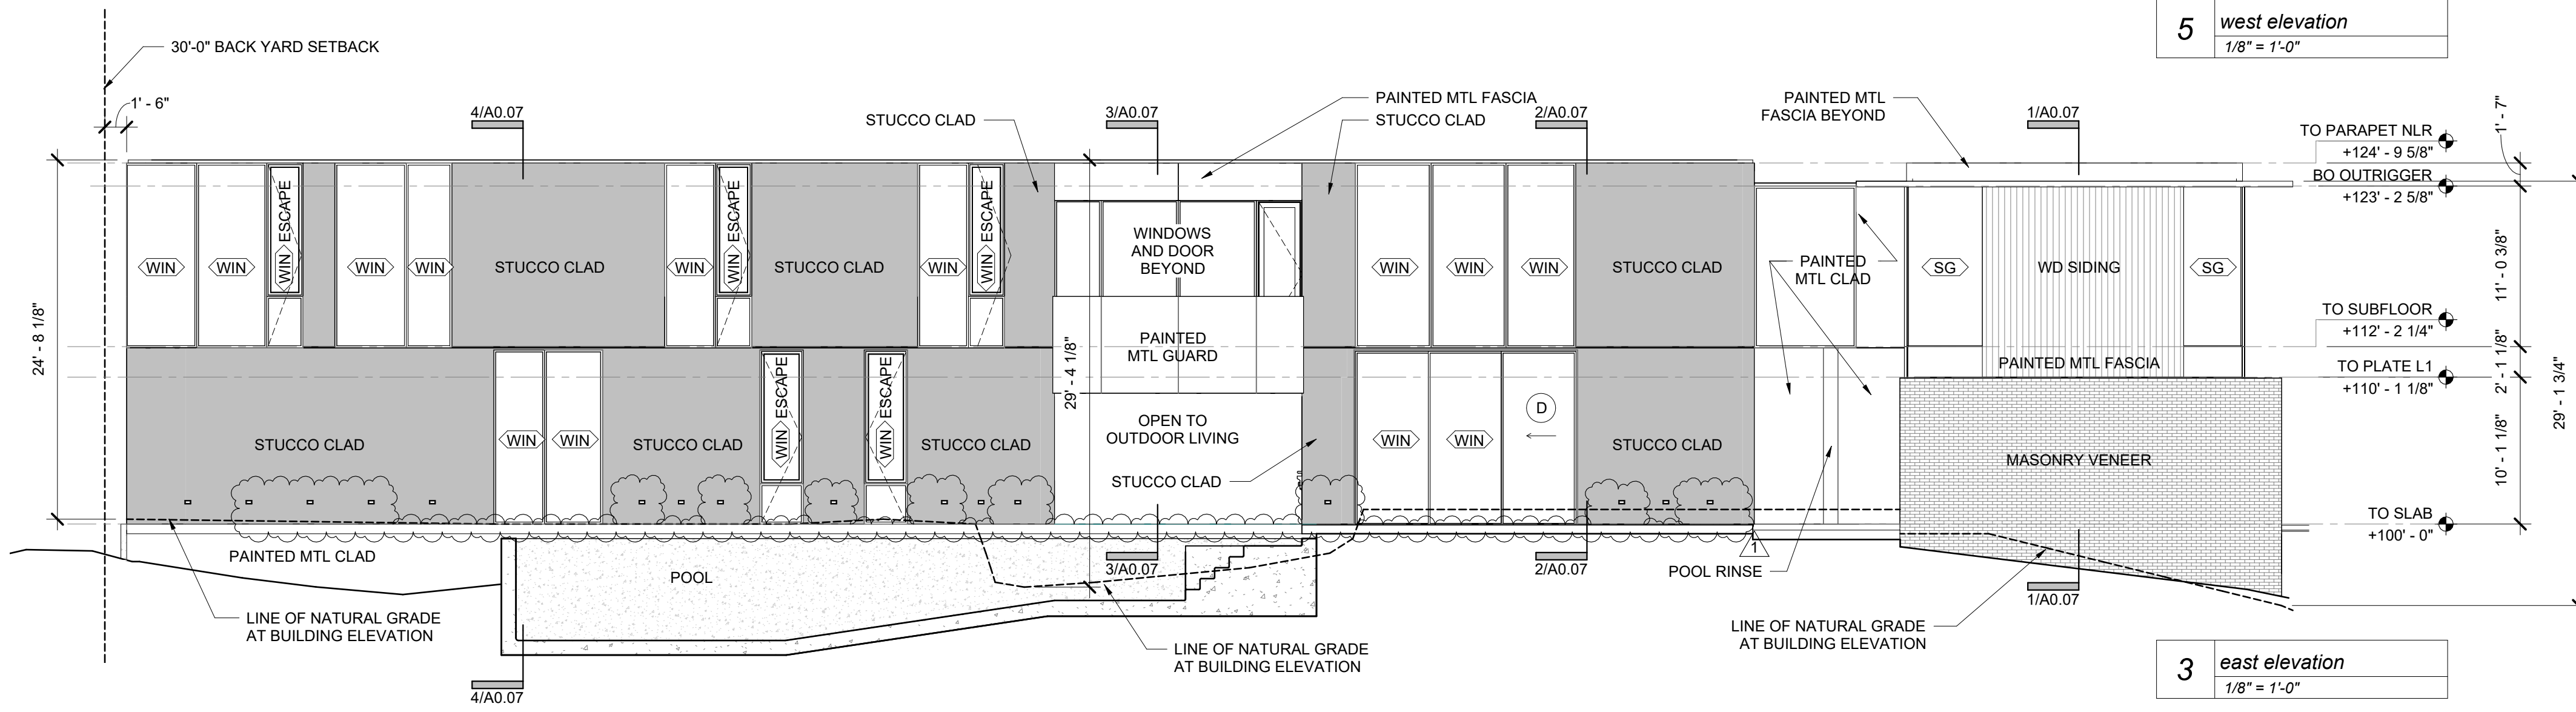 5 west elevation
1/8" = 1'-0"
30'-0" BACK YARD SETBACK
1' - 6"
4/A0.07
STUCCO CLAD
3/A0.07
PAINTED MTL FASCIA
STUCCO CLAD
2/A0.07
PAINTED MTL
FASCIA BEYOND
1/A0.07
1' - 7"
TO PARAPET NLR
+124' - 9 5/8"
BO OUTRIGGER
+123' - 2 5/8"
WIN
WIN
WIN ESCAPE
WIN
WIN
STUCCO CLAD
WIN
WIN ESCAPE
STUCCO CLAD
WIN
WIN ESCAPE
WINDOWS
AND DOOR
BEYOND
WIN
WIN
WIN
STUCCO CLAD
PAINTED
MTL CLAD
SG
WD SIDING
SG
11' - 0 3/8"
24' - 8 1/8"
29' - 4 1/8"
PAINTED
MTL GUARD
TO SUBFLOOR
+112' - 2 1/4"
PAINTED MTL FASCIA
TO PLATE L1
+110' - 1 1/8"
2' - 1 1/8"
29' - 1 3/4"
STUCCO CLAD
WIN
WIN
STUCCO CLAD
WIN ESCAPE
WIN ESCAPE
STUCCO CLAD
OPEN TO
OUTDOOR LIVING
STUCCO CLAD
WIN
WIN
D
STUCCO CLAD
MASONRY VENEER
10' - 1 1/8"
TO SLAB
+100' - 0"
PAINTED MTL CLAD
POOL
3/A0.07
2/A0.07
1
POOL RINSE
1/A0.07
LINE OF NATURAL GRADE
AT BUILDING ELEVATION
LINE OF NATURAL GRADE
AT BUILDING ELEVATION
LINE OF NATURAL GRADE
AT BUILDING ELEVATION
4/A0.07
3 east elevation
1/8" = 1'-0"